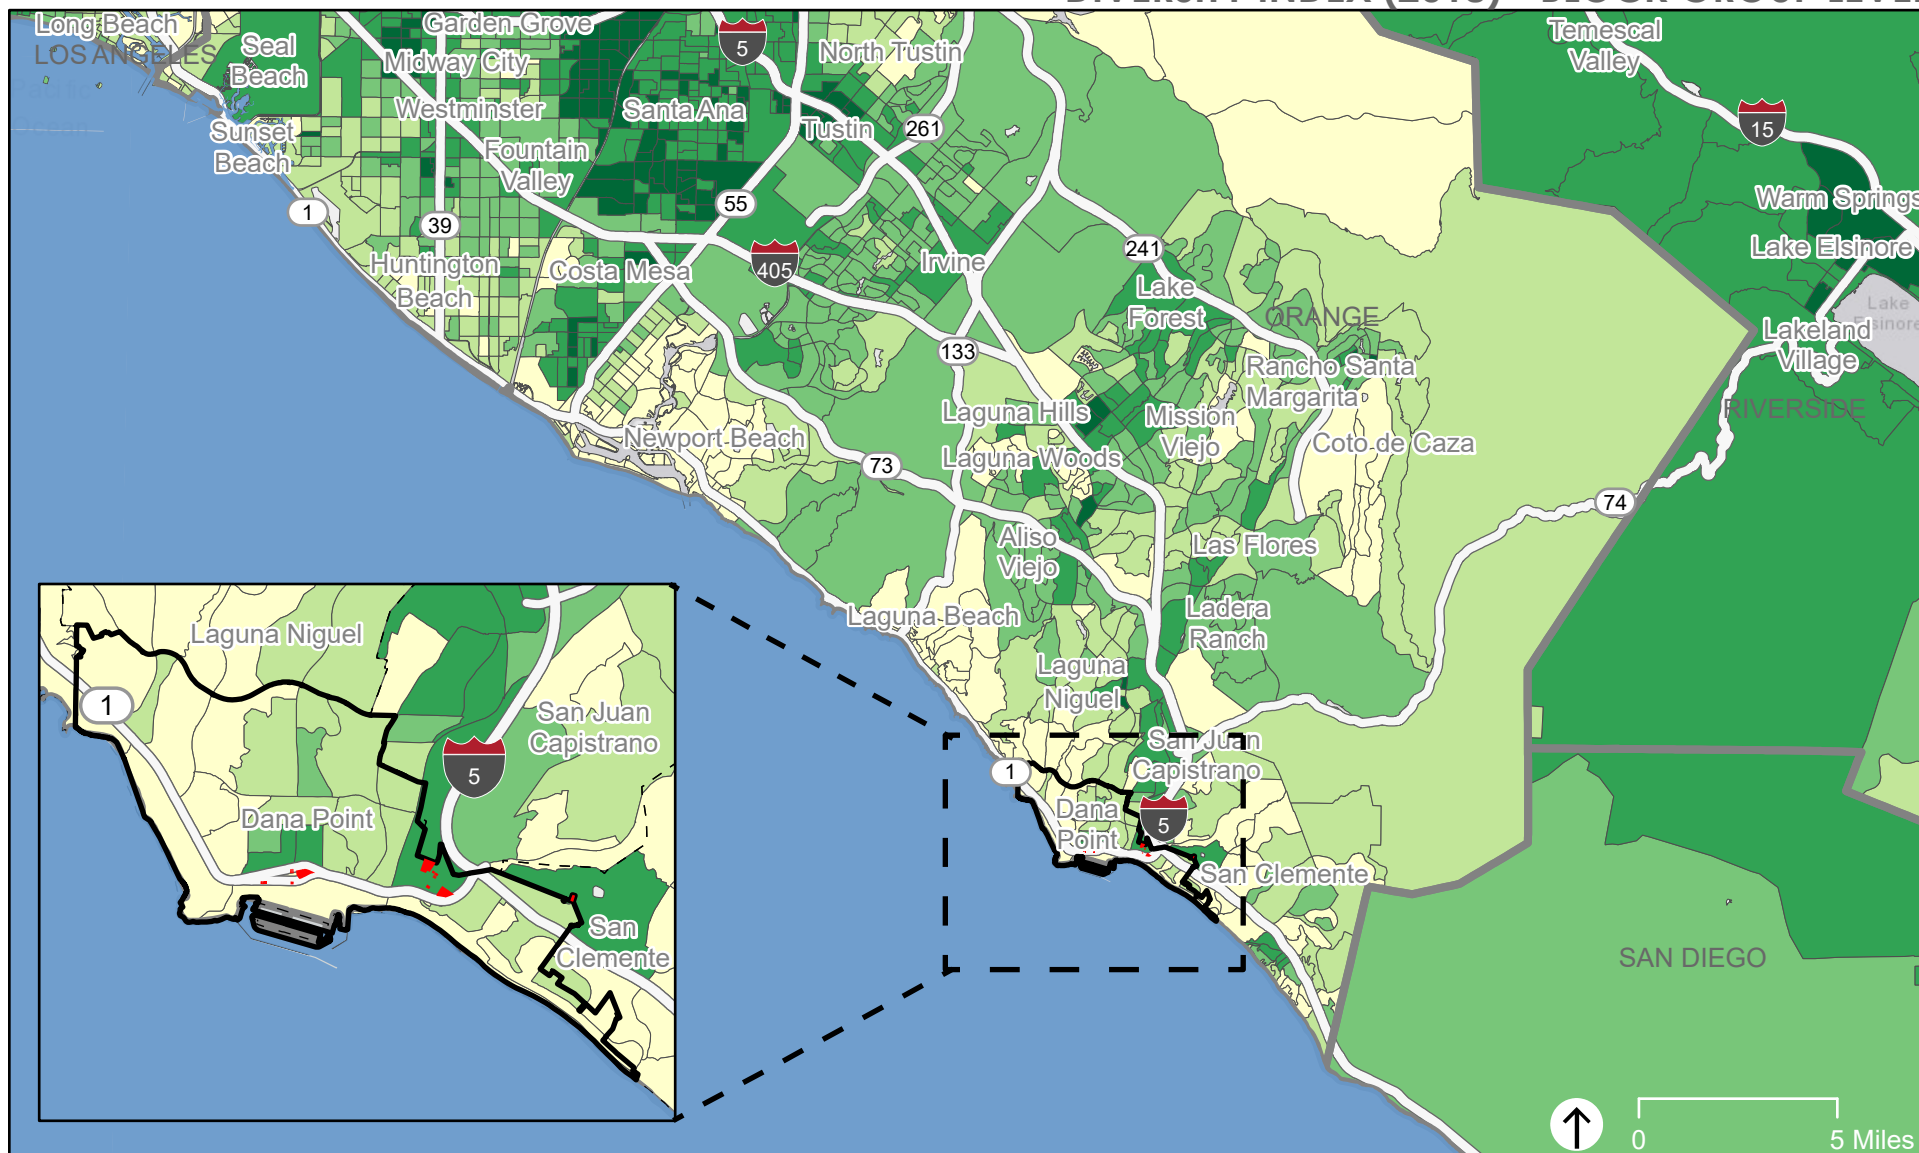 DIVERSITY INDEX (2018) - BLOCK GROUP LEVEL
Long Beach
LOS ANGELES
Pacific
Ocean
Seal
Beach
Sunset
Beach
Garden Grove
Midway City
Westminster
Fountain
Valley
Santa Ana
5
North Tustin
Tustin
261
55
1
39
Huntington
Beach
Costa Mesa
405
Irvine
241
Lake
Forest
ORANGE
133
Rancho Santa
Margarita
Laguna Hills
Mission
Viejo
Newport Beach
Laguna Woods
Coto de Caza
73
Aliso
Viejo
Las Flores
74
Laguna Beach
Ladera
Ranch
Laguna
Niguel
San Juan
Capistrano
1
Dana
Point
5
San Clemente
Temescal
Valley
15
Warm Springs
Lake Elsinore
Lake
Elsinore
Lakeland
Village
RIVERSIDE
SAN DIEGO
Laguna Niguel
1
San Juan
Capistrano
5
Dana Point
San
Clemente
0 5 Miles